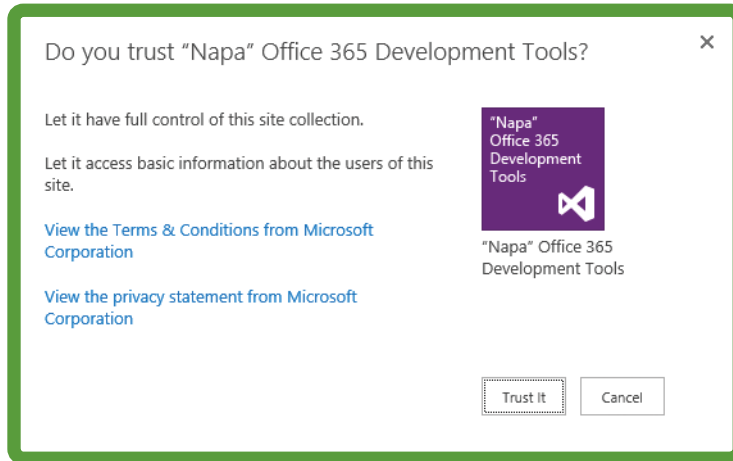 Do you trust “Napa” Office 365 Development Tools?
Let it have full control of this site collection.
Let it access basic information about the users of this
site.
View the Terms & Conditions from Microsoft
Corporation
View the privacy statement from Microsoft
Corporation
“Napa”
Office 365
Development
Tools
“Napa” Office 365
Development Tools
Trust It
Cancel